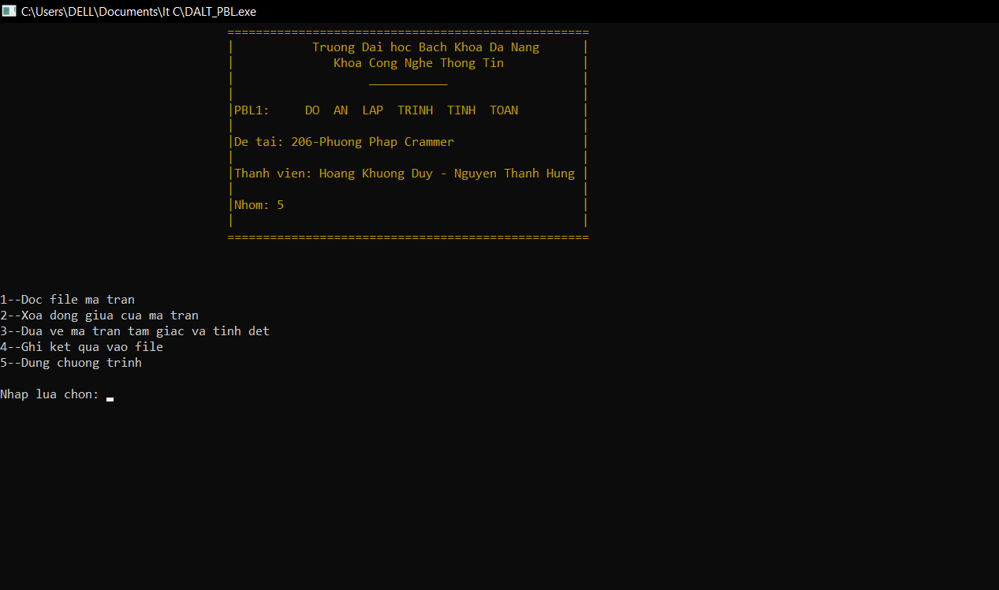 C:\Users\DELL\Documents\It C\DALT_PBL.exe
==================================================
| Truong Dai hoc Bach Khoa Da Nang |
| Khoa Cong Nghe Thong Tin |
| ___________ |
| |
|PBL1: DO AN LAP TRINH TINH TOAN |
| |
|De tai: 206-Phuong Phap Crammer |
| |
|Thanh vien: Hoang Khuong Duy - Nguyen Thanh Hung |
| |
|Nhom: 5 |
| |
==================================================
1--Doc file ma tran
2--Xoa dong giua cua ma tran
3--Dua ve ma tran tam giac va tinh det
4--Ghi ket qua vao file
5--Dung chuong trinh
Nhap lua chon: